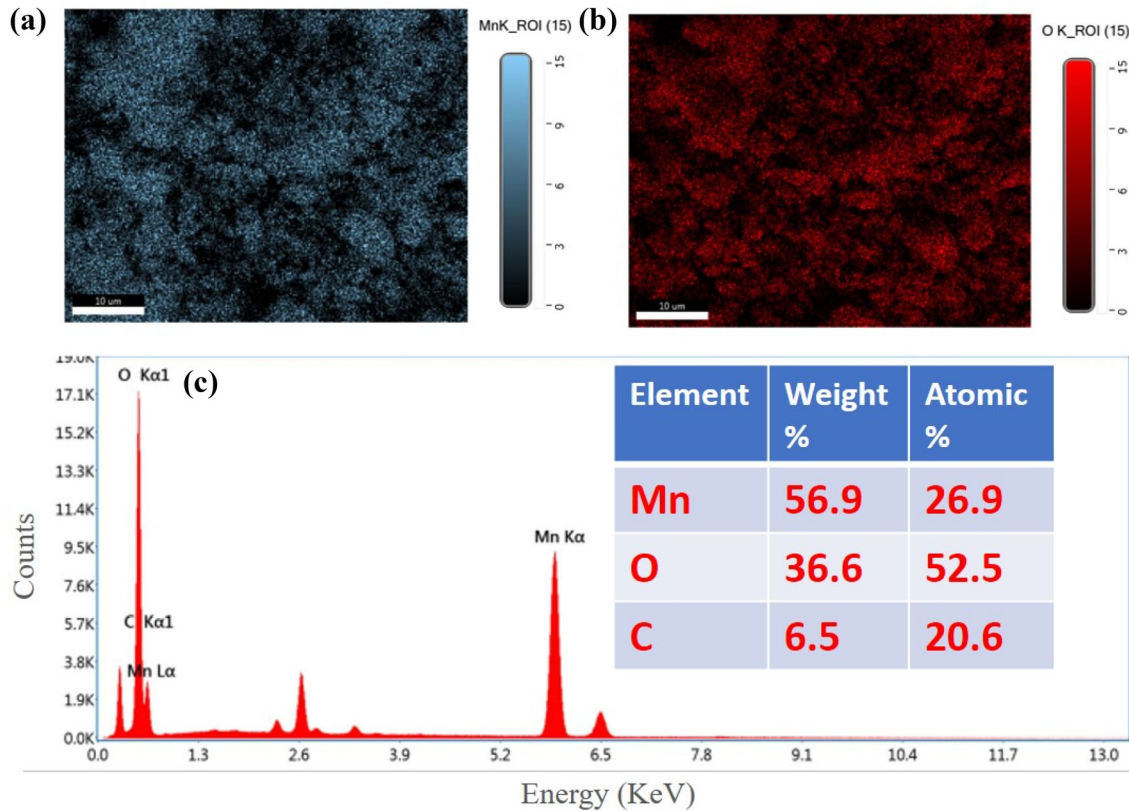 (a)
MnK_ROI (15)
15
9
6
3
0
10 um
(b)
O K_ROI (15)
15
9
6
3
0
10 um
(c)
19.0K
17.1K
15.2K
13.3K
11.4K
9.5K
7.6K
5.7K
3.8K
1.9K
0.0K
Counts
O Kα1
C Kα1
Mn Lα
Mn Kα
0.0 1.3 2.6 3.9 5.2 6.5 7.8 9.1 10.4 11.7 13.0
Energy (KeV)
Element Weight % Atomic %
Mn 56.9 26.9
O 36.6 52.5
C 6.5 20.6